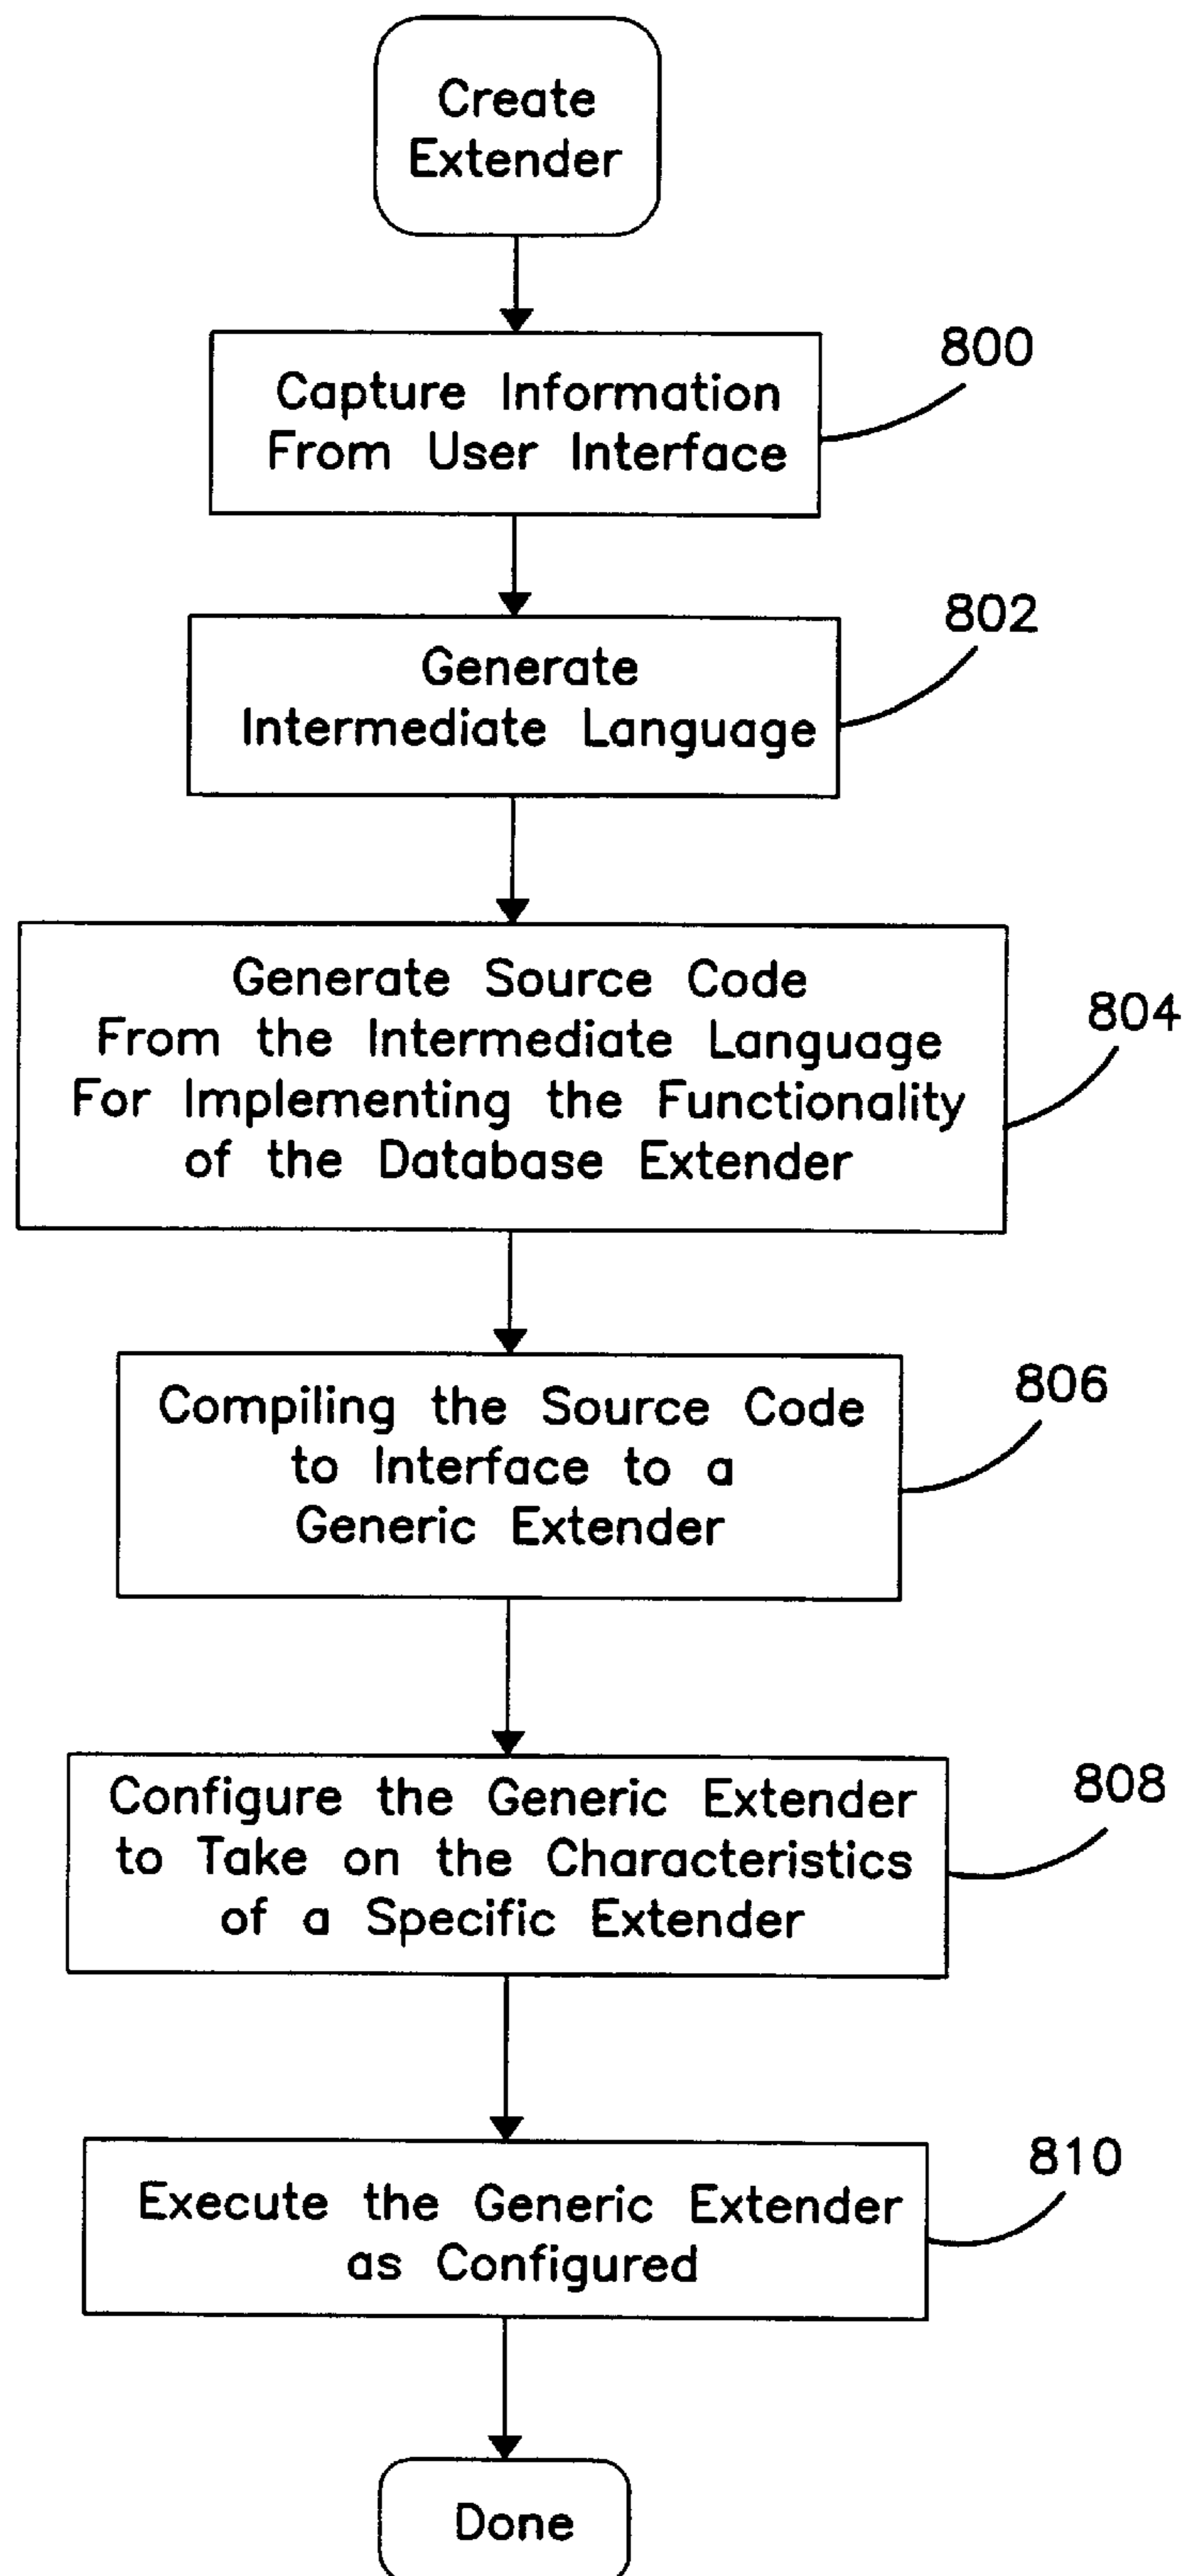 Create
Extender
Capture Information
From User Interface
800
Generate
Intermediate Language
802
Generate Source Code
From the Intermediate Language
For Implementing the Functionality
of the Database Extender
804
Compiling the Source Code
to Interface to a
Generic Extender
806
Configure the Generic Extender
to Take on the Characteristics
of a Specific Extender
808
Execute the Generic Extender
as Configured
810
Done